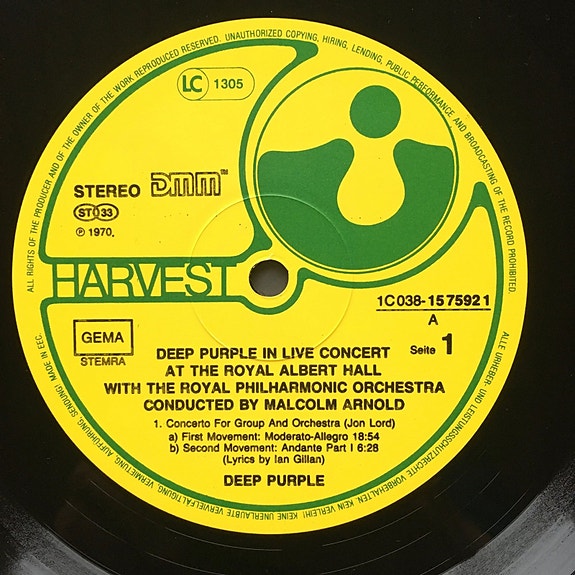 ALL RIGHTS OF THE PRODUCER AND OF THE OWNER OF THE WORK REPRODUCED RESERVED. UNAUTHORIZED COPYING, HIRING, LENDING, PUBLIC PERFORMANCE AND BROADCASTING OF THE RECORD PROHIBITED.
LC 1305
STEREO DMM™
ST 33
℗ 1970.
HARVEST
1C 038-15 7592 1
A
Seite 1
GEMA
STEMRA
DEEP PURPLE IN LIVE CONCERT
AT THE ROYAL ALBERT HALL
WITH THE ROYAL PHILHARMONIC ORCHESTRA
CONDUCTED BY MALCOLM ARNOLD
1. Concerto For Group And Orchestra (Jon Lord)
a) First Movement: Moderato-Allegro 18:54
b) Second Movement: Andante Part I 6:28
(Lyrics by Ian Gillan)
DEEP PURPLE
ALLE URHEBER- UND LEISTUNGSSCHUTZRECHTE VORBEHALTEN. KEIN VERLEIH! KEINE UNERLAUBTE VERVIELFÄLTIGUNG, VERMIETUNG, AUFFÜHRUNG, SENDUNG! MADE IN EEC.